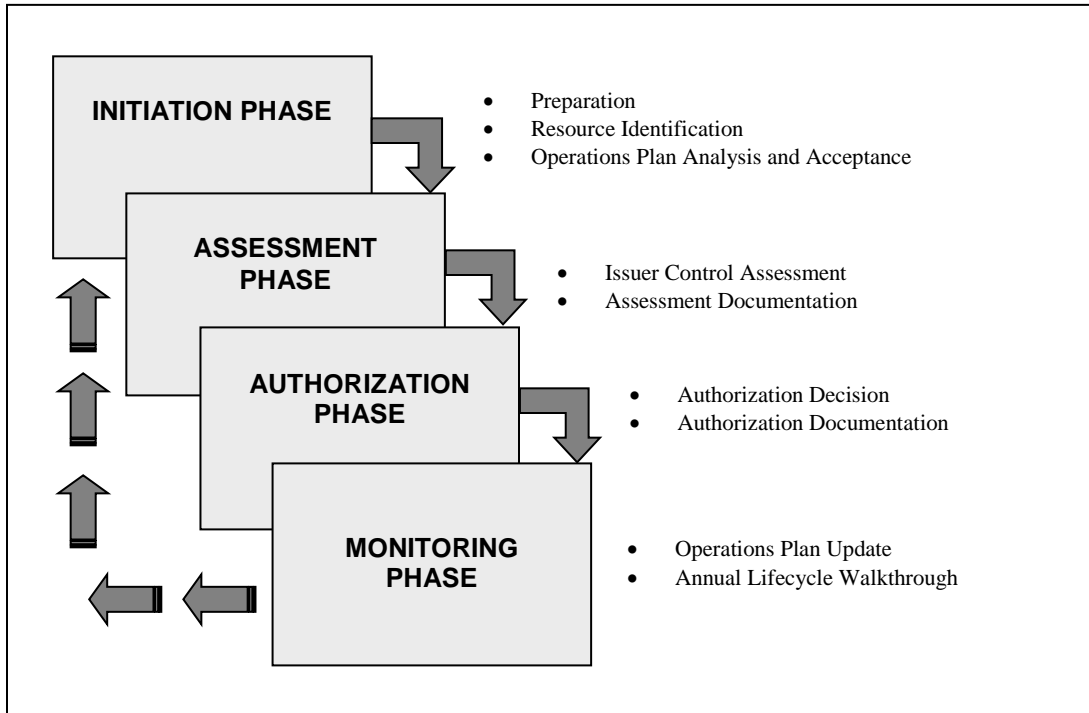 INITIATION PHASE
• Preparation
• Resource Identification
• Operations Plan Analysis and Acceptance
ASSESSMENT
PHASE
• Issuer Control Assessment
• Assessment Documentation
AUTHORIZATION
PHASE
• Authorization Decision
• Authorization Documentation
MONITORING
PHASE
• Operations Plan Update
• Annual Lifecycle Walkthrough